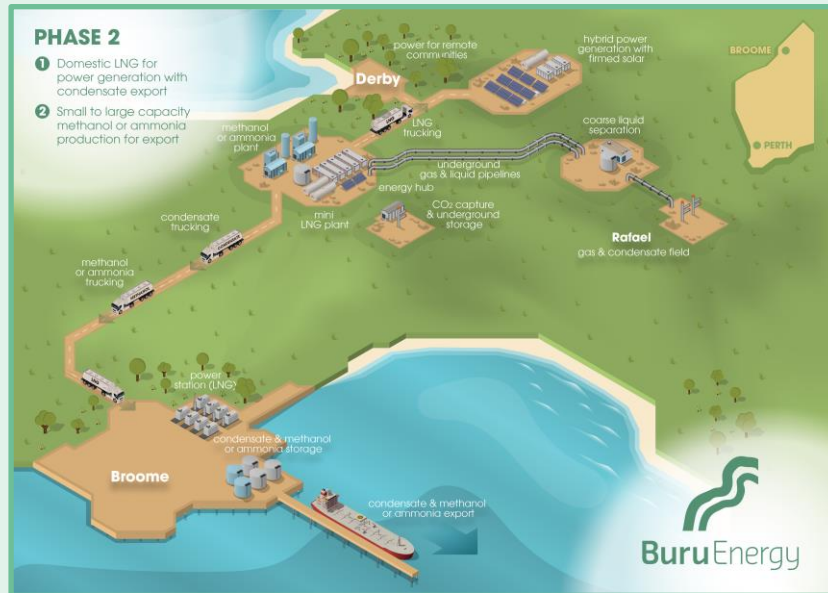 PHASE 2
1 Domestic LNG for
power generation with
condensate export
2 Small to large capacity
methanol or ammonia
production for export
power for remote
communities
Derby
hybrid power
generation with
firmed solar
BROOME
PERTH
LNG
trucking
methanol
or ammonia
plant
coarse liquid
separation
underground
gas & liquid pipelines
energy hub
mini
LNG plant
CO₂ capture
& underground
storage
Rafael
gas & condensate field
condensate
trucking
methanol
or ammonia
trucking
power
station (LNG)
condensate & methanol
or ammonia storage
Broome
condensate & methanol
or ammonia export
BuruEnergy